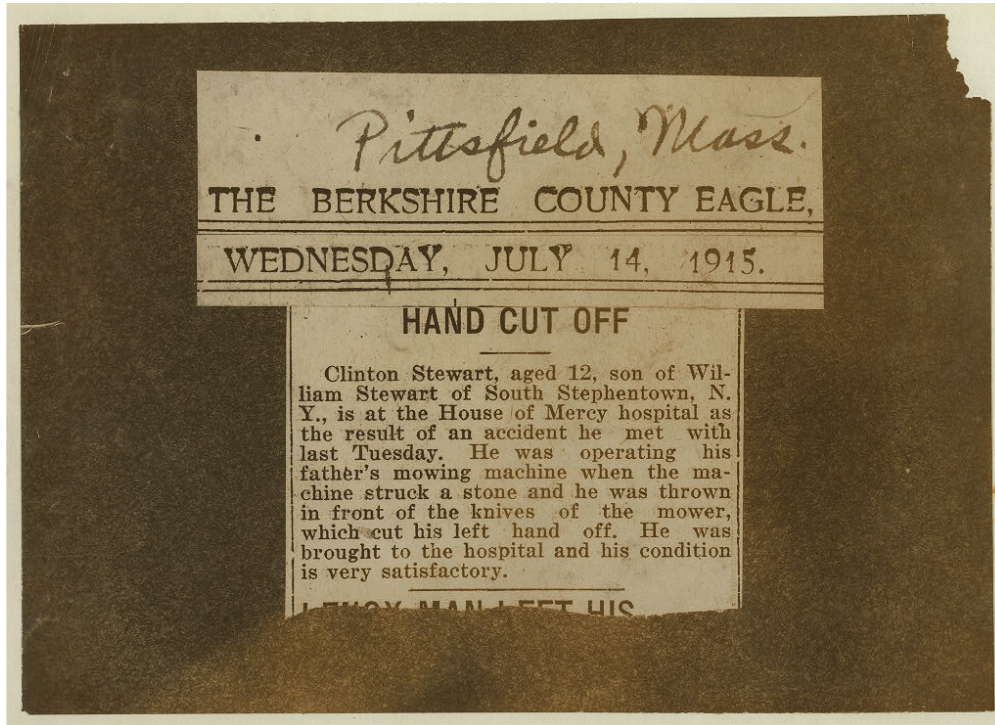 Pittsfield, Mass.
THE BERKSHIRE COUNTY EAGLE,
WEDNESDAY, JULY 14, 1915.
HAND CUT OFF
Clinton Stewart, aged 12, son of Wil-
liam Stewart of South Stephentown, N.
Y., is at the House of Mercy hospital as
the result of an accident he met with
last Tuesday. He was operating his
father's mowing machine when the ma-
chine struck a stone and he was thrown
in front of the knives of the mower,
which cut his left hand off. He was
brought to the hospital and his condition
is very satisfactory.
MAN LEFT HIS